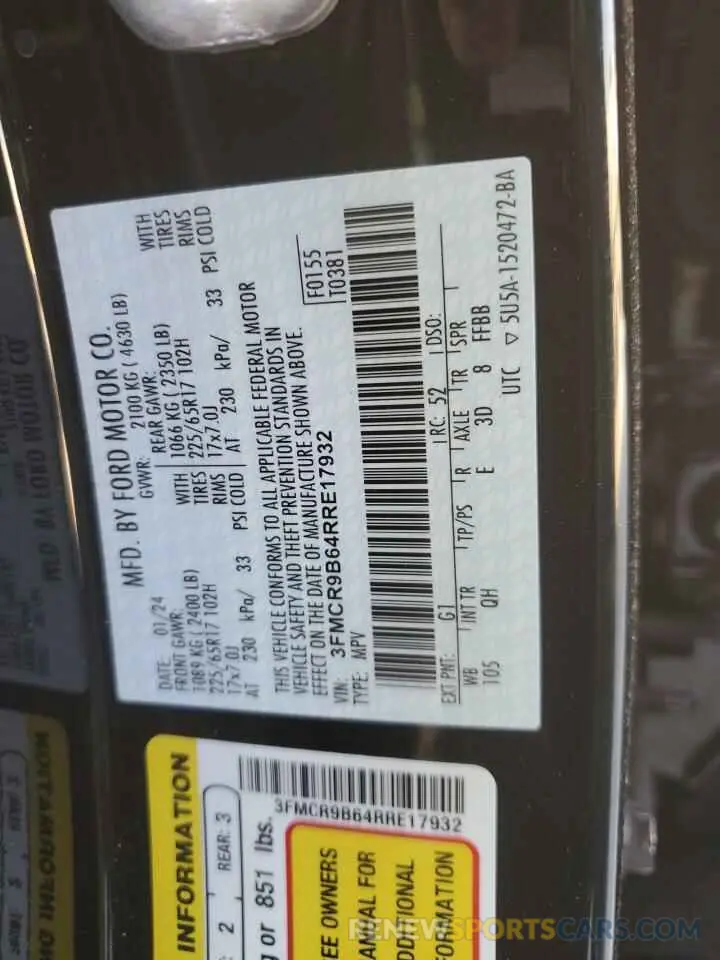 MFD. BY FORD MOTOR CO.
DATE: 01/24
GVWR: 2100 KG ( 4630 LB)
FRONT GAWR:
1089 KG ( 2400 LB)
WITH
225/65R17 102H
TIRES
17x7.0J
RIMS
AT 230 kPa/ 33 PSI COLD
REAR GAWR:
1066 KG ( 2350 LB)
WITH
225/65R17 102H
TIRES
17x7.0J
RIMS
AT 230 kPa/ 33 PSI COLD
THIS VEHICLE CONFORMS TO ALL APPLICABLE FEDERAL MOTOR
VEHICLE SAFETY AND THEFT PREVENTION STANDARDS IN
EFFECT ON THE DATE OF MANUFACTURE SHOWN ABOVE.
VIN: 3FMCR9B64RRE17932
TYPE: MPV
F0155
T0381
EXT PNT: G1 RC: 52 DSO:
WB INT TR TP/PS R AXLE TR SPR
105 QH E 3D 8 FFBB
UTC ▽ 5U5A-1520472-BA
INFORMATION
2 REAR: 3
or 851 lbs.
3FMCR9B64RRE17932
EE OWNERS
ANUAL FOR
DDITIONAL
FORMATION
RENEWSPORTSCARS.COM